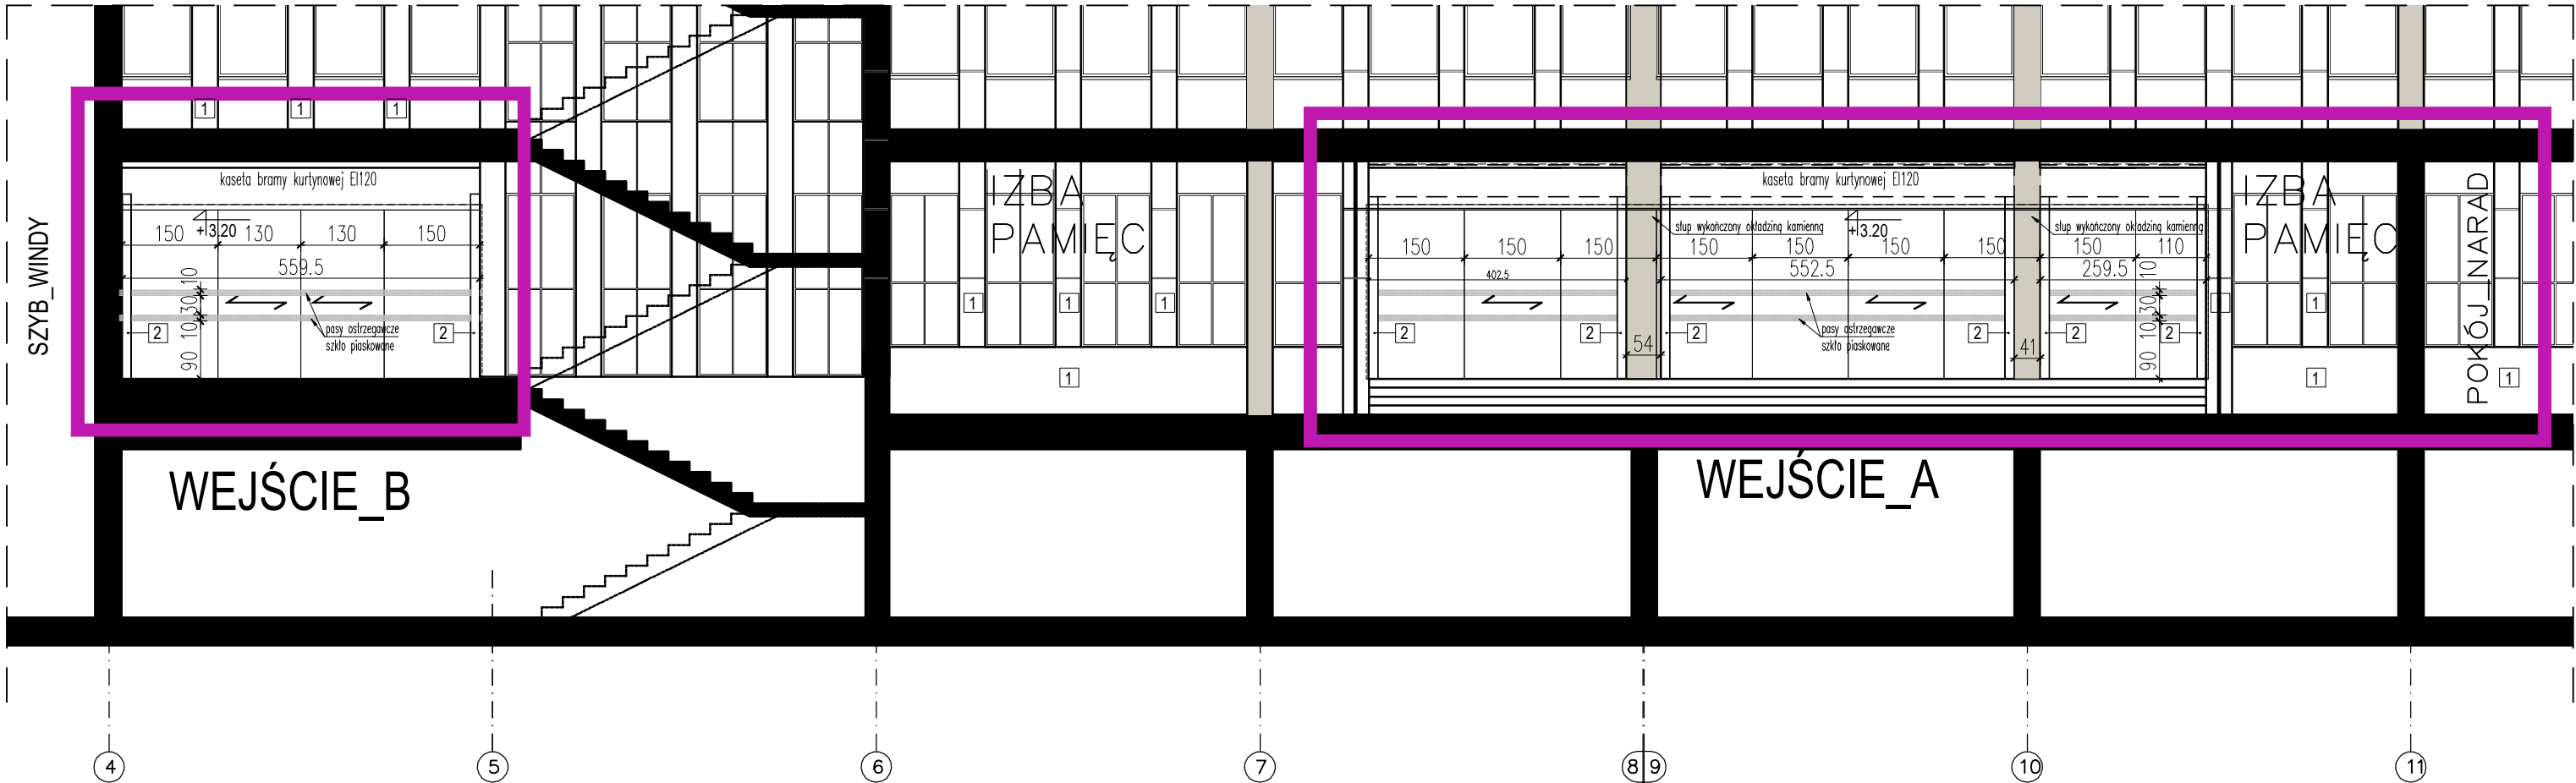 1 1 1
kaseta bramy kurtynowej EI120
+3.20
150 130 130 150
559.5
10
30
10
90
2 2
pasy ostrzegawcze
szkło piaskowane
SZYB_WINDY
WEJŚCIE_B
IZBA
PAMIĘC
1 1 1
1
kaseta bramy kurtynowej EI120
słup wykończony okładziną kamienną
+3.20
słup wykończony okładziną kamienną
150 150 150 150 150 150 150 150 110
402.5 552.5 259.5
10
30
10
90
2 2 2 2 2 2
pasy ostrzegawcze
szkło piaskowane
54 41
IZBA
PAMIĘC
1
1
POKÓJ_NARAD
1
WEJŚCIE_A
4 5 6 7 8 9 10 11